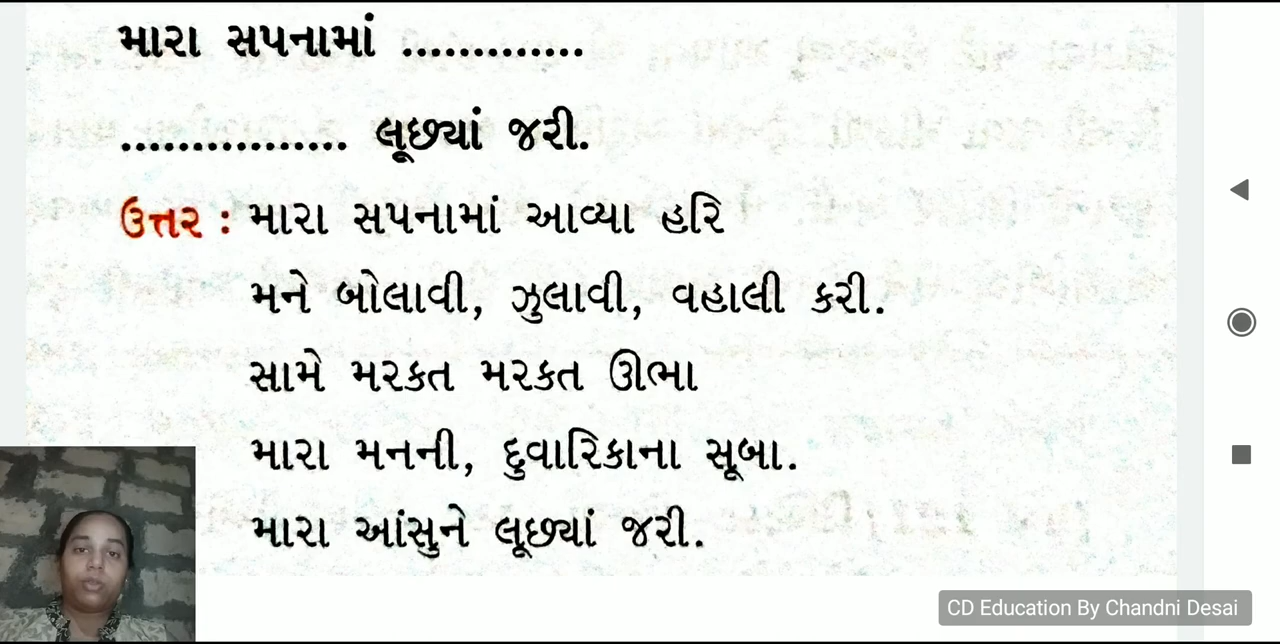 મારા સપનામાં .............
................ લૂછ્યાં જરી.
ઉત્તર : મારા સપનામાં આવ્યા હરિ
મને બોલાવી, ઝુલાવી, વહાલી કરી.
સામે મરકત મરકત ઊભા
મારા મનની, દુવારિકાના સૂબા.
મારા આંસુને લૂછ્યાં જરી.
CD Education By Chandni Desai